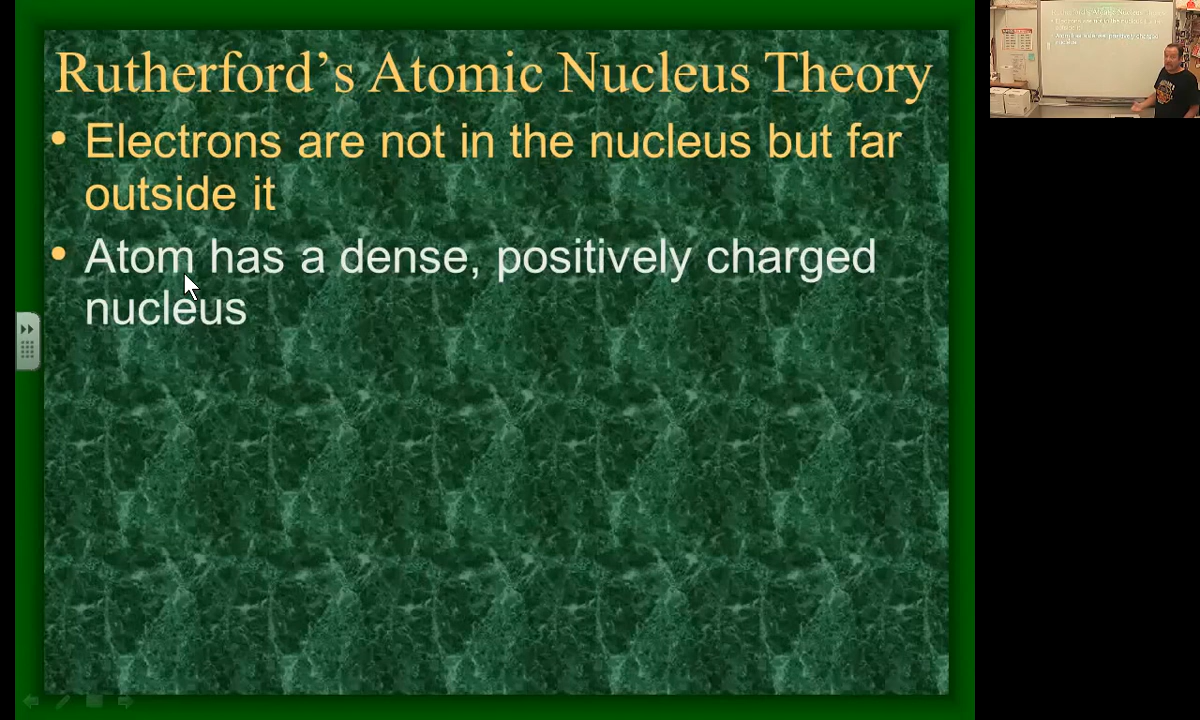 Rutherford’s Atomic Nucleus Theory
• Electrons are not in the nucleus but far
outside it
• Atom has a dense, positively charged
nucleus